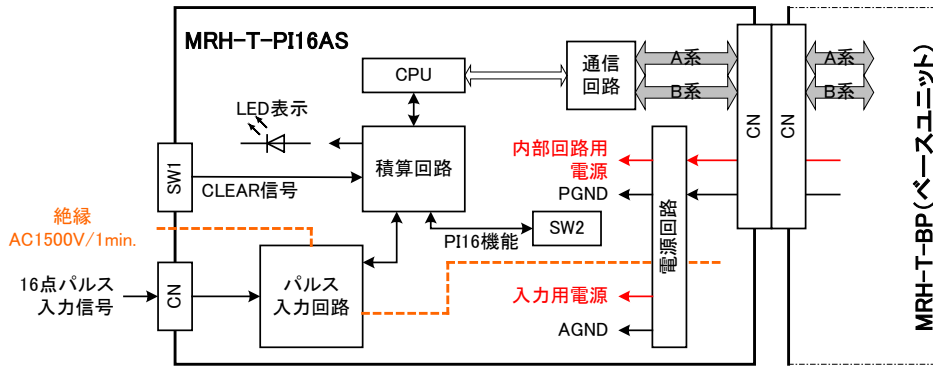 MRH-T-PI16AS
CPU
通信
回路
A系
B系
A系
B系
CN
CN
MRH-T-BP(ベースユニット)
LED表示
積算回路
SW1
CLEAR信号
内部回路用
電源
PGND
電源回路
絶縁
AC1500V/1min.
PI16機能
SW2
16点パルス
入力信号
CN
パルス
入力回路
入力用電源
AGND